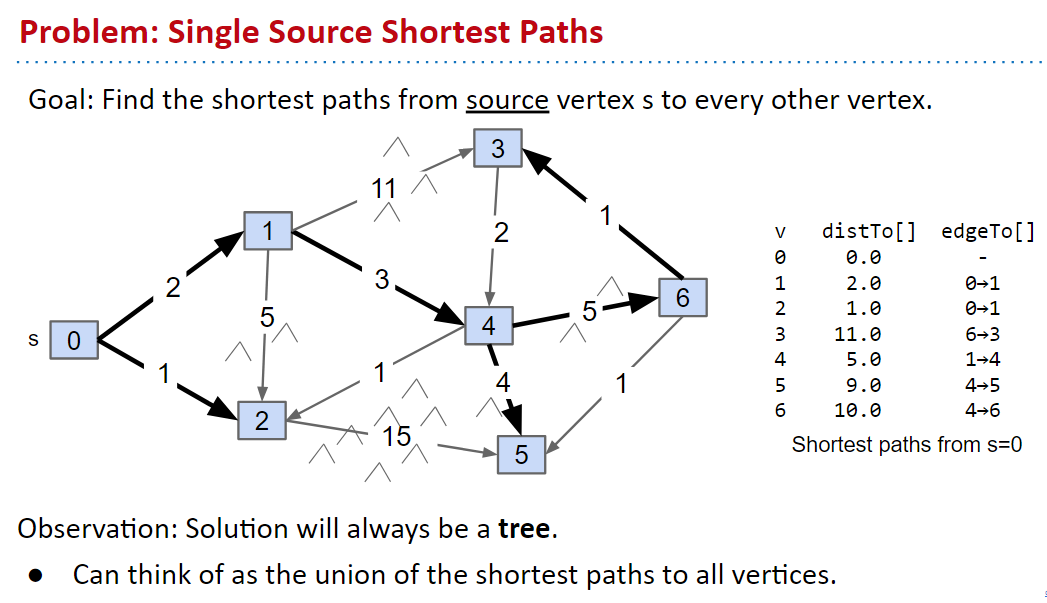 Problem: Single Source Shortest Paths
Goal: Find the shortest paths from source vertex s to every other vertex.
3
11
1
1
2
2
3
5
6
5
4
s
0
1
1
4
1
2
15
5
v distTo[] edgeTo[]
0 0.0 -
1 2.0 0→1
2 1.0 0→1
3 11.0 6→3
4 5.0 1→4
5 9.0 4→5
6 10.0 4→6
Shortest paths from s=0
Observation: Solution will always be a tree.
● Can think of as the union of the shortest paths to all vertices.